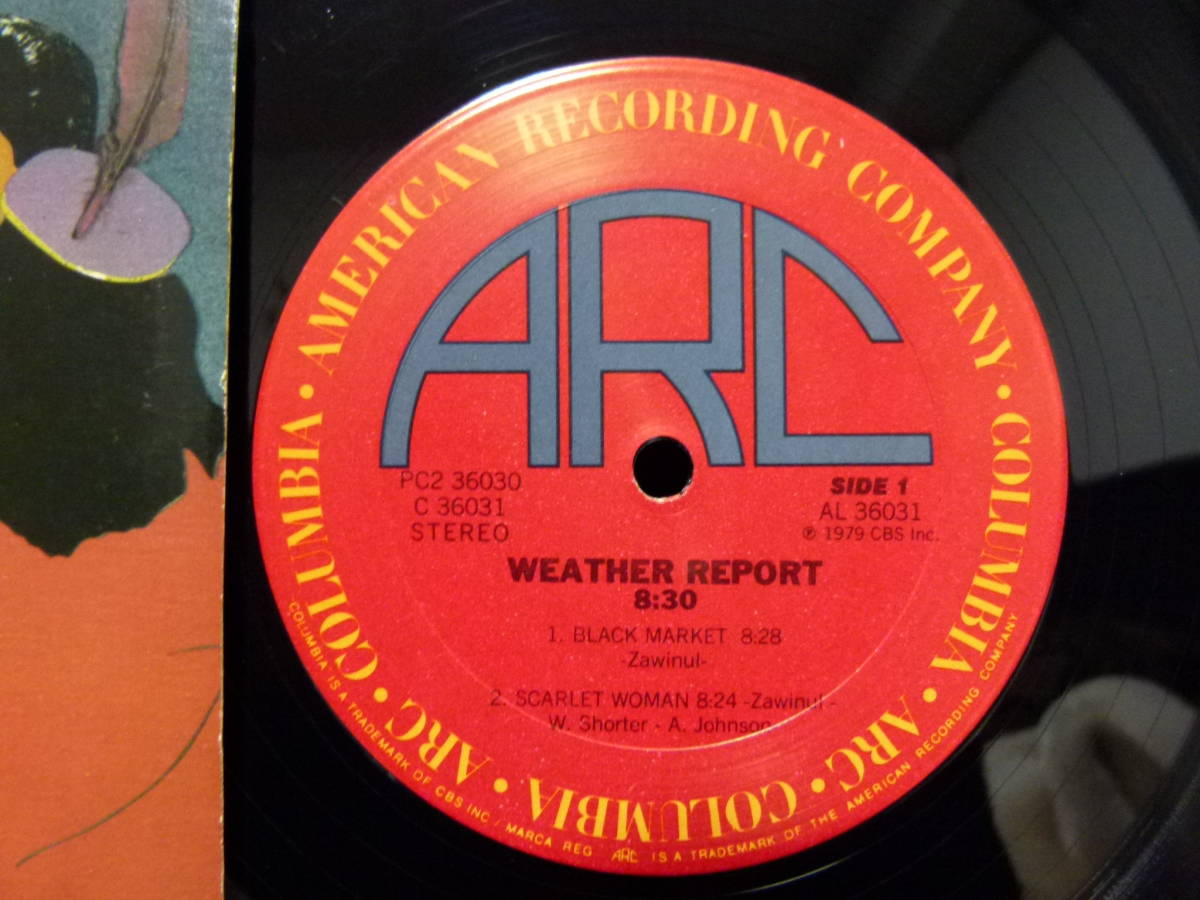 AMERICAN RECORDING COMPANY • COLUMBIA • ARC • COLUMBIA • ARC • COLUMBIA •
ARC
PC2 36030
C 36031
STEREO
SIDE 1
AL 36031
℗ 1979 CBS Inc.
WEATHER REPORT
8:30
1. BLACK MARKET 8:28
-Zawinul-
2. SCARLET WOMAN 8:24 -Zawinul -
W. Shorter - A. Johnson
COLUMBIA IS A TRADEMARK OF CBS INC / MARCA REG ARC IS A TRADEMARK OF THE AMERICAN RECORDING COMPANY